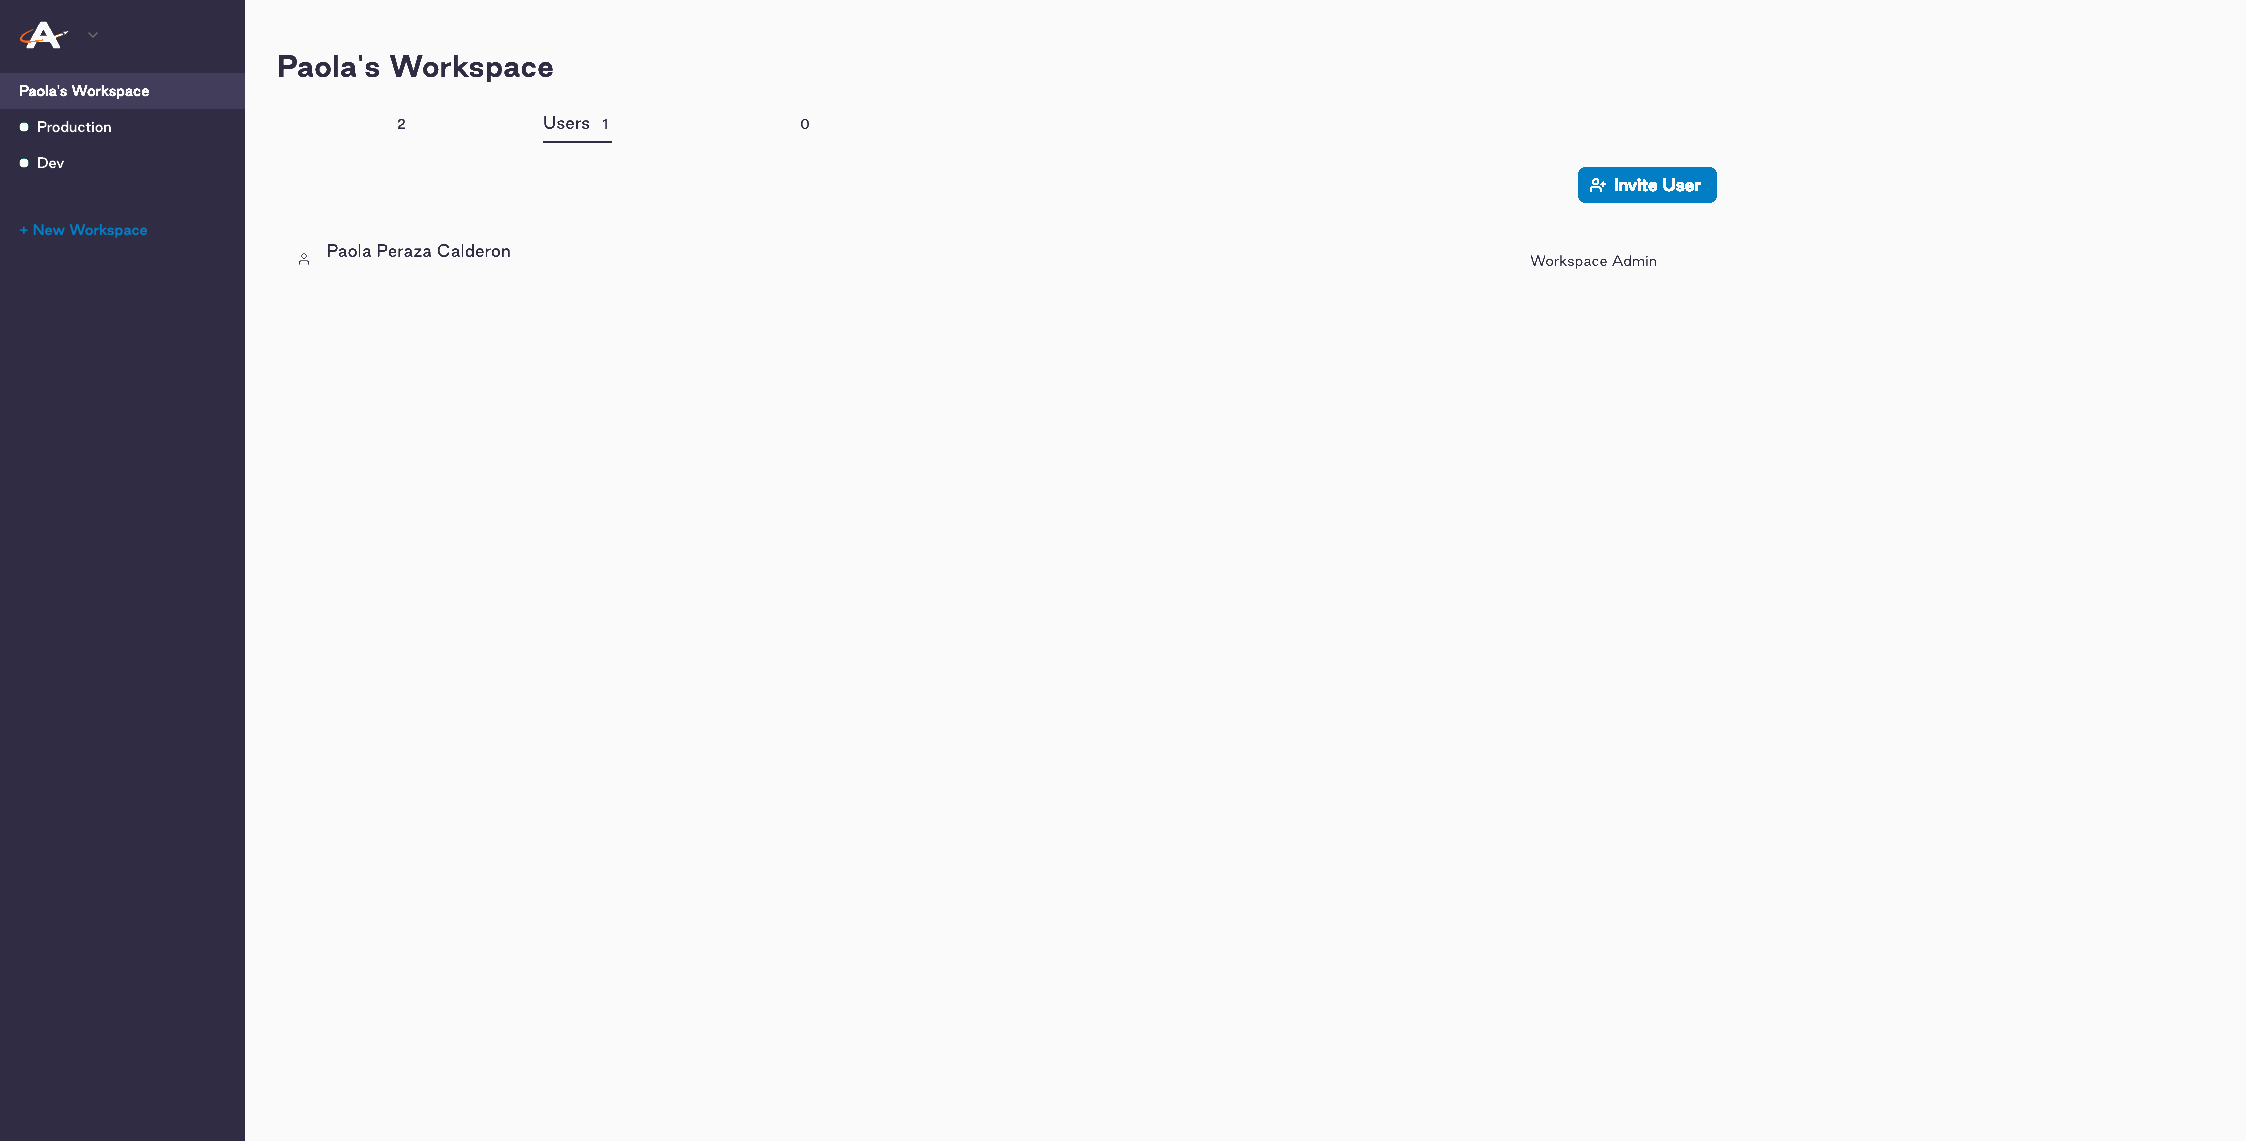 Paola's Workspace
Production
Dev
+ New Workspace
Paola's Workspace
2 Users 1 0
Invite User
Paola Peraza Calderon
Workspace Admin